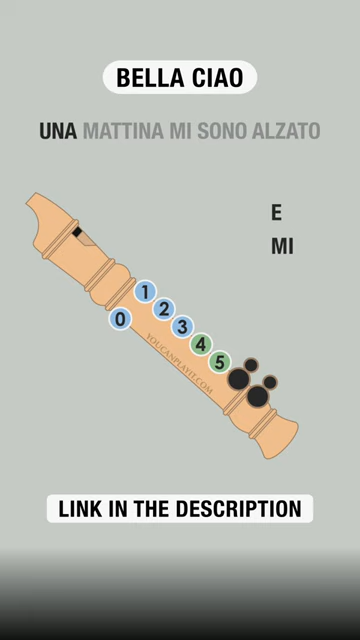 BELLA CIAO
UNA MATTINA MI SONO ALZATO
E
MI
0
1
2
3
4
5
YOUCANPLAYIT.COM
LINK IN THE DESCRIPTION